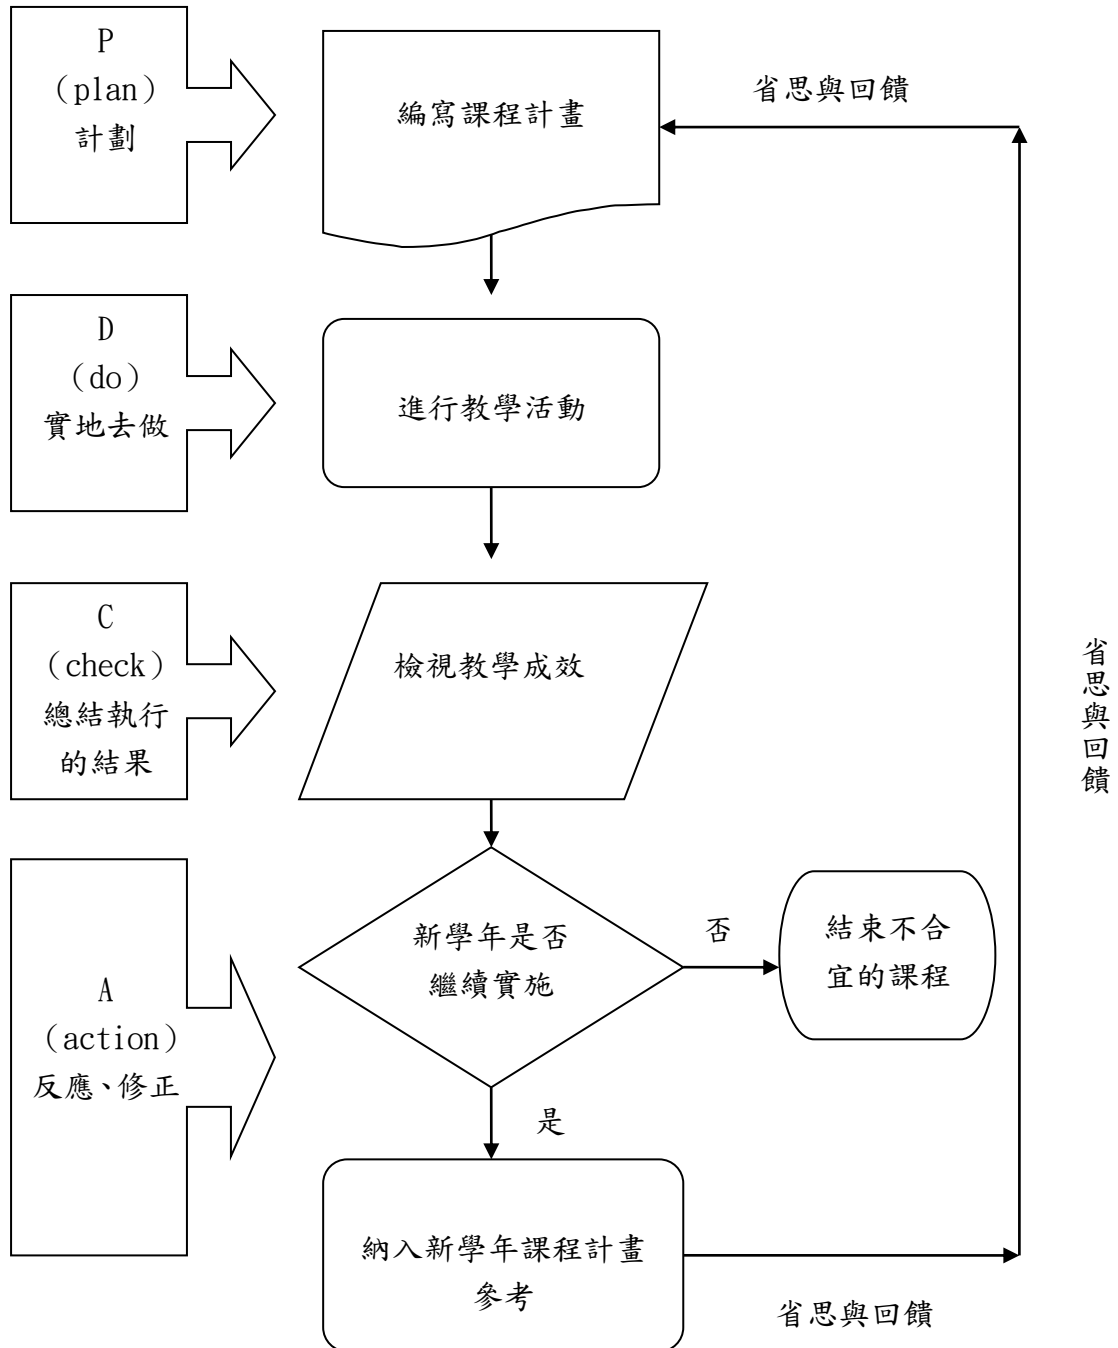 P
（plan）
計劃
編寫課程計畫
省思與回饋
D
（do）
實地去做
進行教學活動
C
（check）
總結執行
的結果
檢視教學成效
省思與回饋
A
（action）
反應、修正
新學年是否
繼續實施
否
結束不合
宜的課程
是
納入新學年課程計畫
參考
省思與回饋